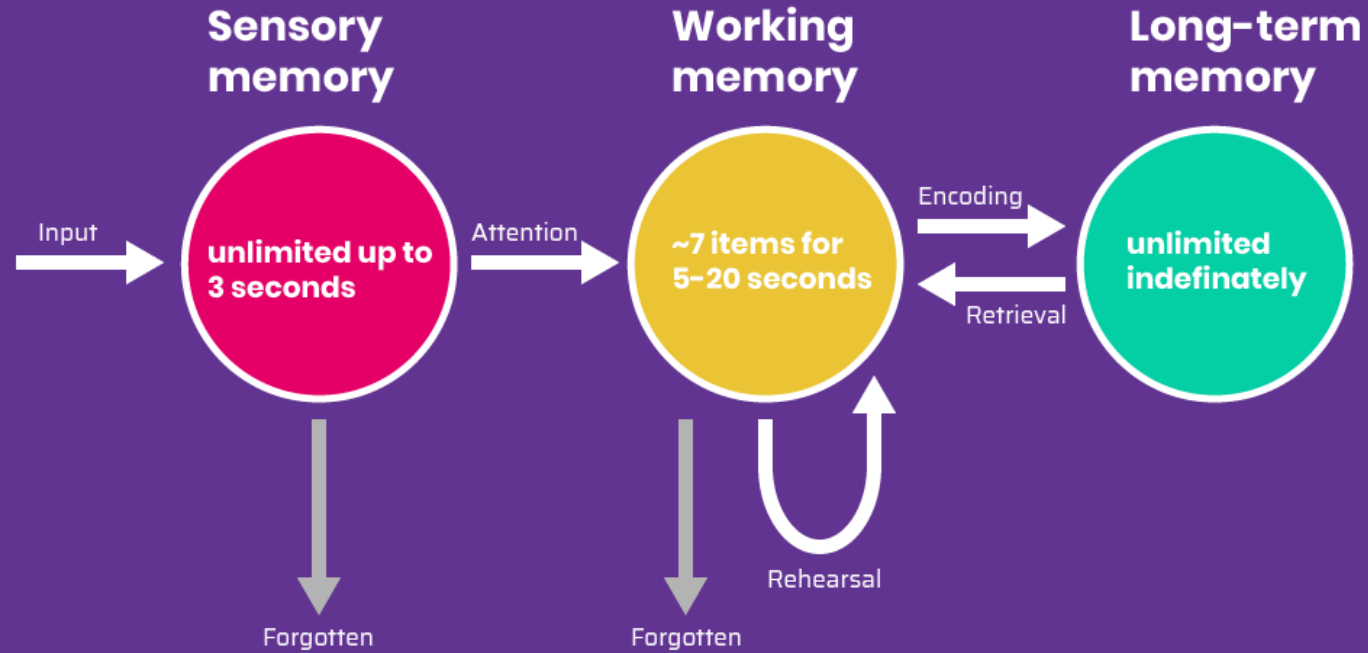 Sensory
memory
Working
memory
Long-term
memory
Input
unlimited up to
3 seconds
Attention
~7 items for
5-20 seconds
Encoding
Retrieval
unlimited
indefinately
Rehearsal
Forgotten
Forgotten